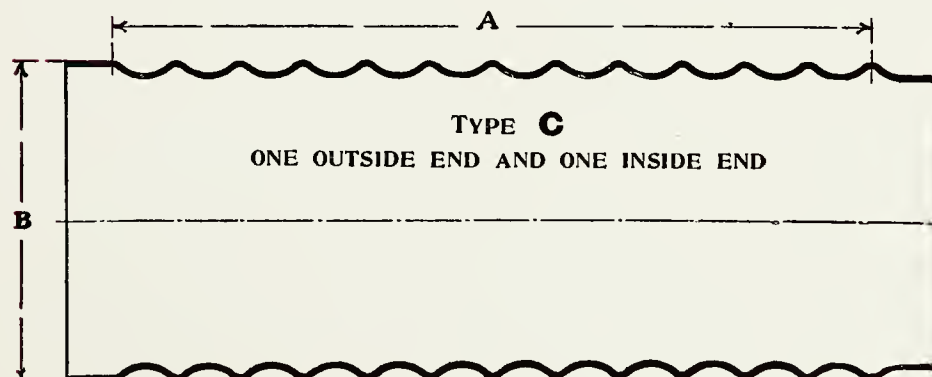 A
TYPE C
ONE OUTSIDE END AND ONE INSIDE END
B